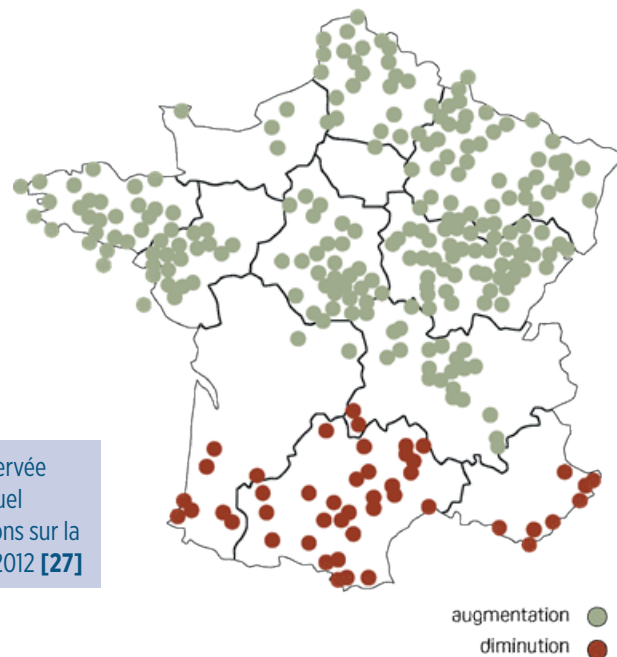 ervée
uel
ons sur la
2012 [27]
augmentation
diminution